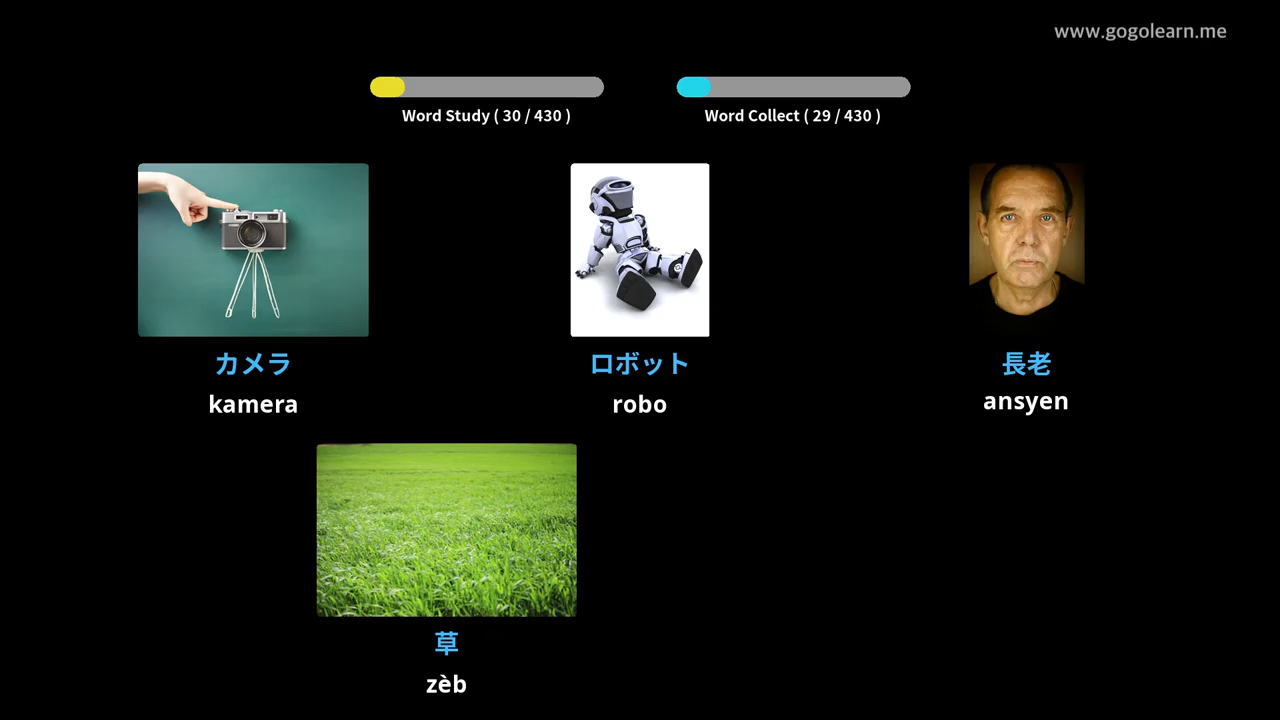 www.gogolearn.me
Word Study ( 30 / 430 )
Word Collect ( 29 / 430 )
カメラ
kamera
ロボット
robo
長老
ansyen
草
zèb